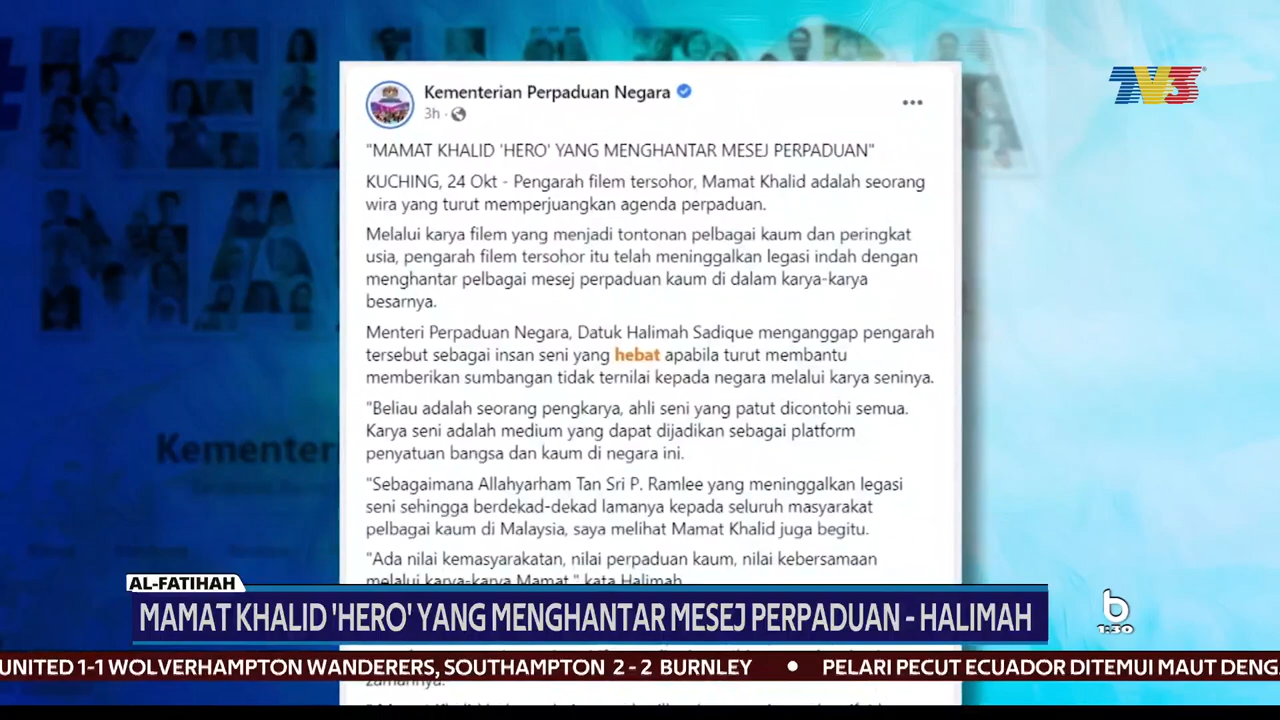 TV3
Kementerian Perpaduan Negara
3h ·
"MAMAT KHALID 'HERO' YANG MENGHANTAR MESEJ PERPADUAN"
KUCHING, 24 Okt - Pengarah filem tersohor, Mamat Khalid adalah seorang
wira yang turut memperjuangkan agenda perpaduan.
Melalui karya filem yang menjadi tontonan pelbagai kaum dan peringkat
usia, pengarah filem tersohor itu telah meninggalkan legasi indah dengan
menghantar pelbagai mesej perpaduan kaum di dalam karya-karya
besarnya.
Menteri Perpaduan Negara, Datuk Halimah Sadique menganggap pengarah
tersebut sebagai insan seni yang hebat apabila turut membantu
memberikan sumbangan tidak ternilai kepada negara melalui karya seninya.
"Beliau adalah seorang pengkarya, ahli seni yang patut dicontohi semua.
Karya seni adalah medium yang dapat dijadikan sebagai platform
penyatuan bangsa dan kaum di negara ini.
"Sebagaimana Allahyarham Tan Sri P. Ramlee yang meninggalkan legasi
seni sehingga berdekad-dekad lamanya kepada seluruh masyarakat
pelbagai kaum di Malaysia, saya melihat Mamat Khalid juga begitu.
"Ada nilai kemasyarakatan, nilai perpaduan kaum, nilai kebersamaan
melalui karya-karya Mamat," kata Halimah.
Kementer
AL-FATIHAH
MAMAT KHALID 'HERO' YANG MENGHANTAR MESEJ PERPADUAN - HALIMAH
b
1:30
UNITED 1-1 WOLVERHAMPTON WANDERERS, SOUTHAMPTON 2-2 BURNLEY • PELARI PECUT ECUADOR DITEMUI MAUT DENG
zamannya.